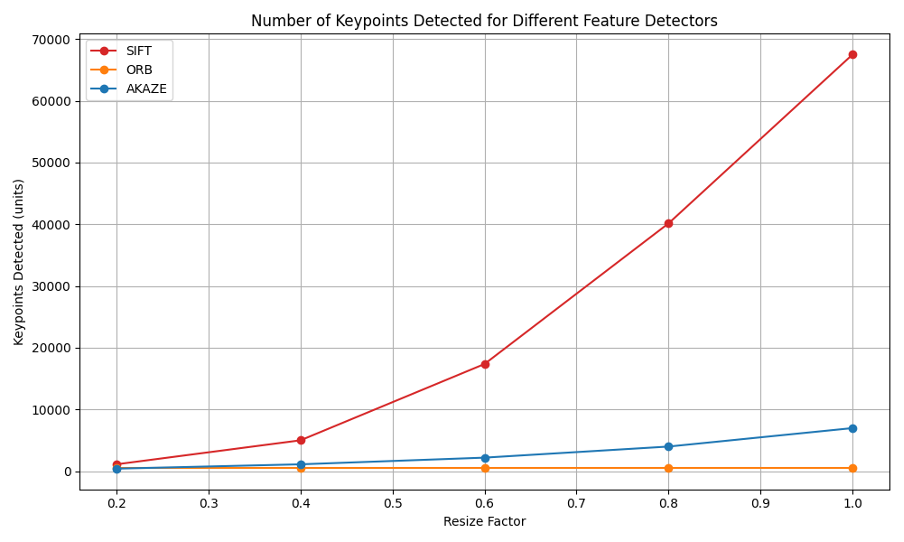 Number of Keypoints Detected for Different Feature Detectors
SIFT
ORB
AKAZE
70000
60000
50000
40000
30000
20000
10000
0
Keypoints Detected (units)
0.2 0.3 0.4 0.5 0.6 0.7 0.8 0.9 1.0
Resize Factor